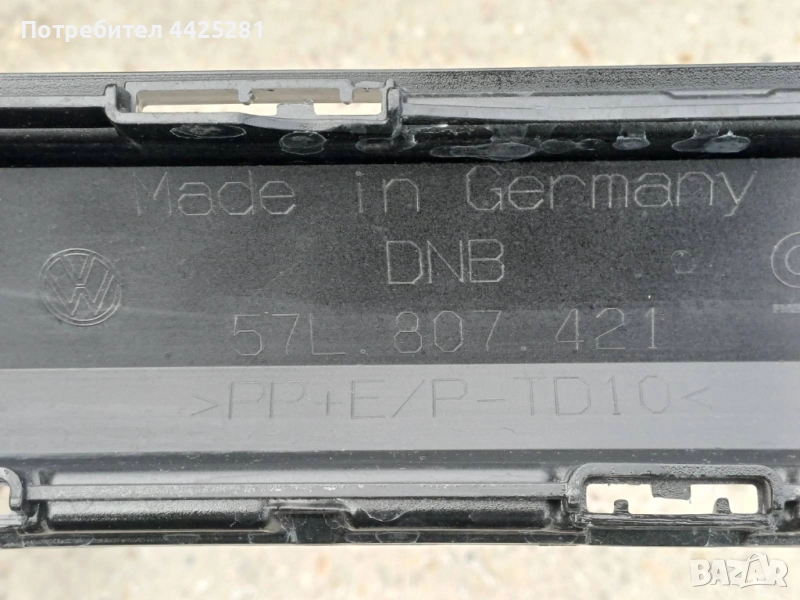 Потребител 4425281
Made in Germany
DNB
57L.807.421
>PP+E/P-TD10<
BAZAR